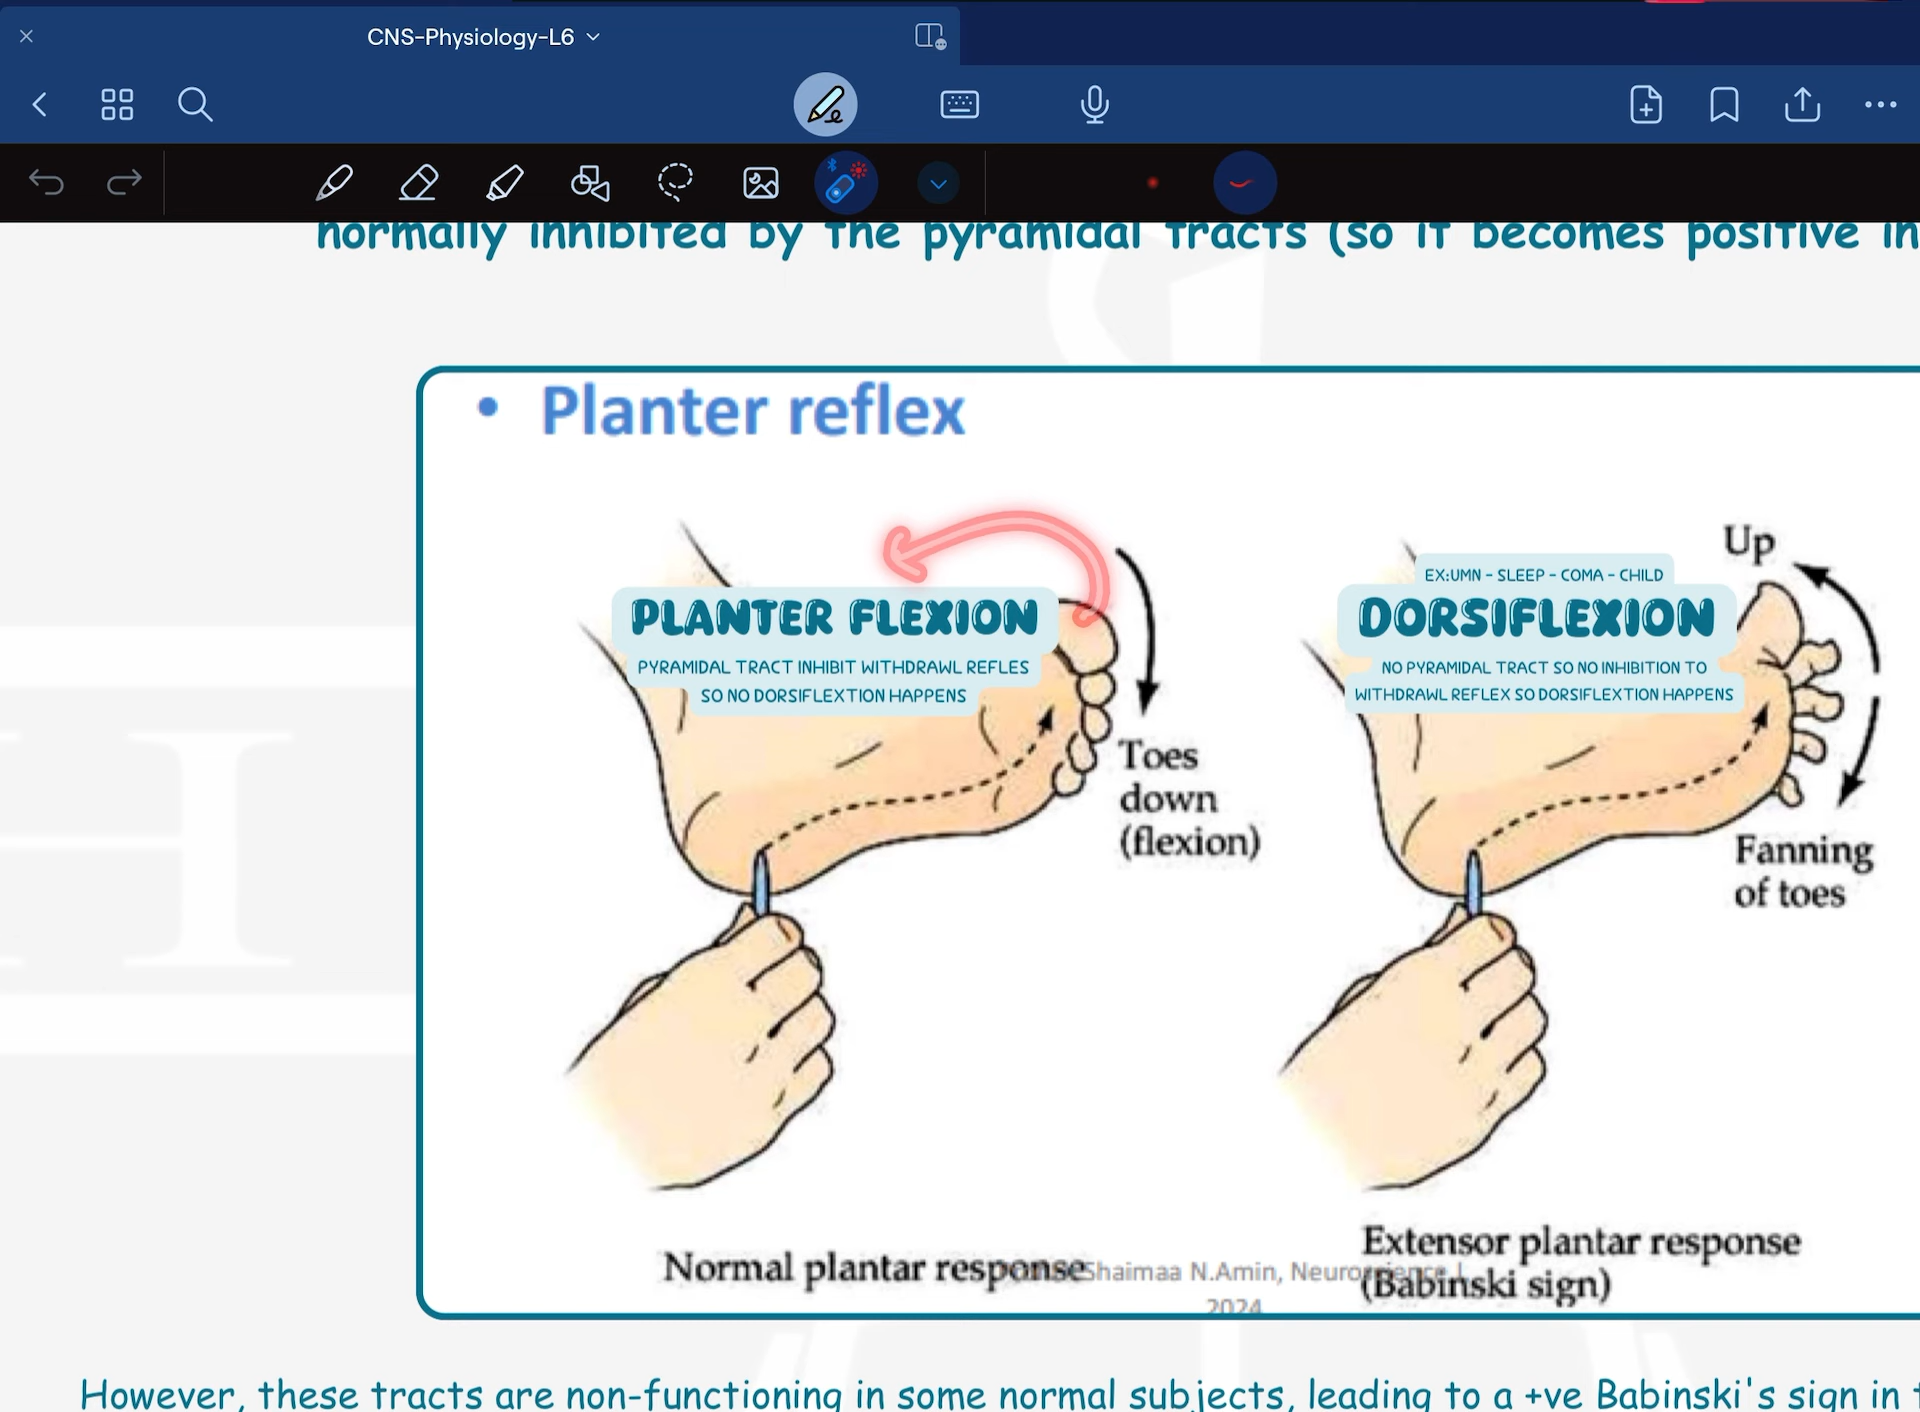 CNS-Physiology-L6
normally inhibited by the pyramidal tracts (so it becomes positive in
• Planter reflex
PLANTER FLEXION
PYRAMIDAL TRACT INHIBIT WITHDRAWL REFLES
SO NO DORSIFLEXTION HAPPENS
Toes
down
(flexion)
Up
EX:UMN - SLEEP - COMA - CHILD
DORSIFLEXION
NO PYRAMIDAL TRACT SO NO INHIBITION TO
WITHDRAWL REFLEX SO DORSIFLEXTION HAPPENS
Fanning
of toes
Normal plantar response
Shaimaa N.Amin, Neuroscience I
2024
Extensor plantar response
(Babinski sign)
However, these tracts are non-functioning in some normal subjects, leading to a +ve Babinski's sign in